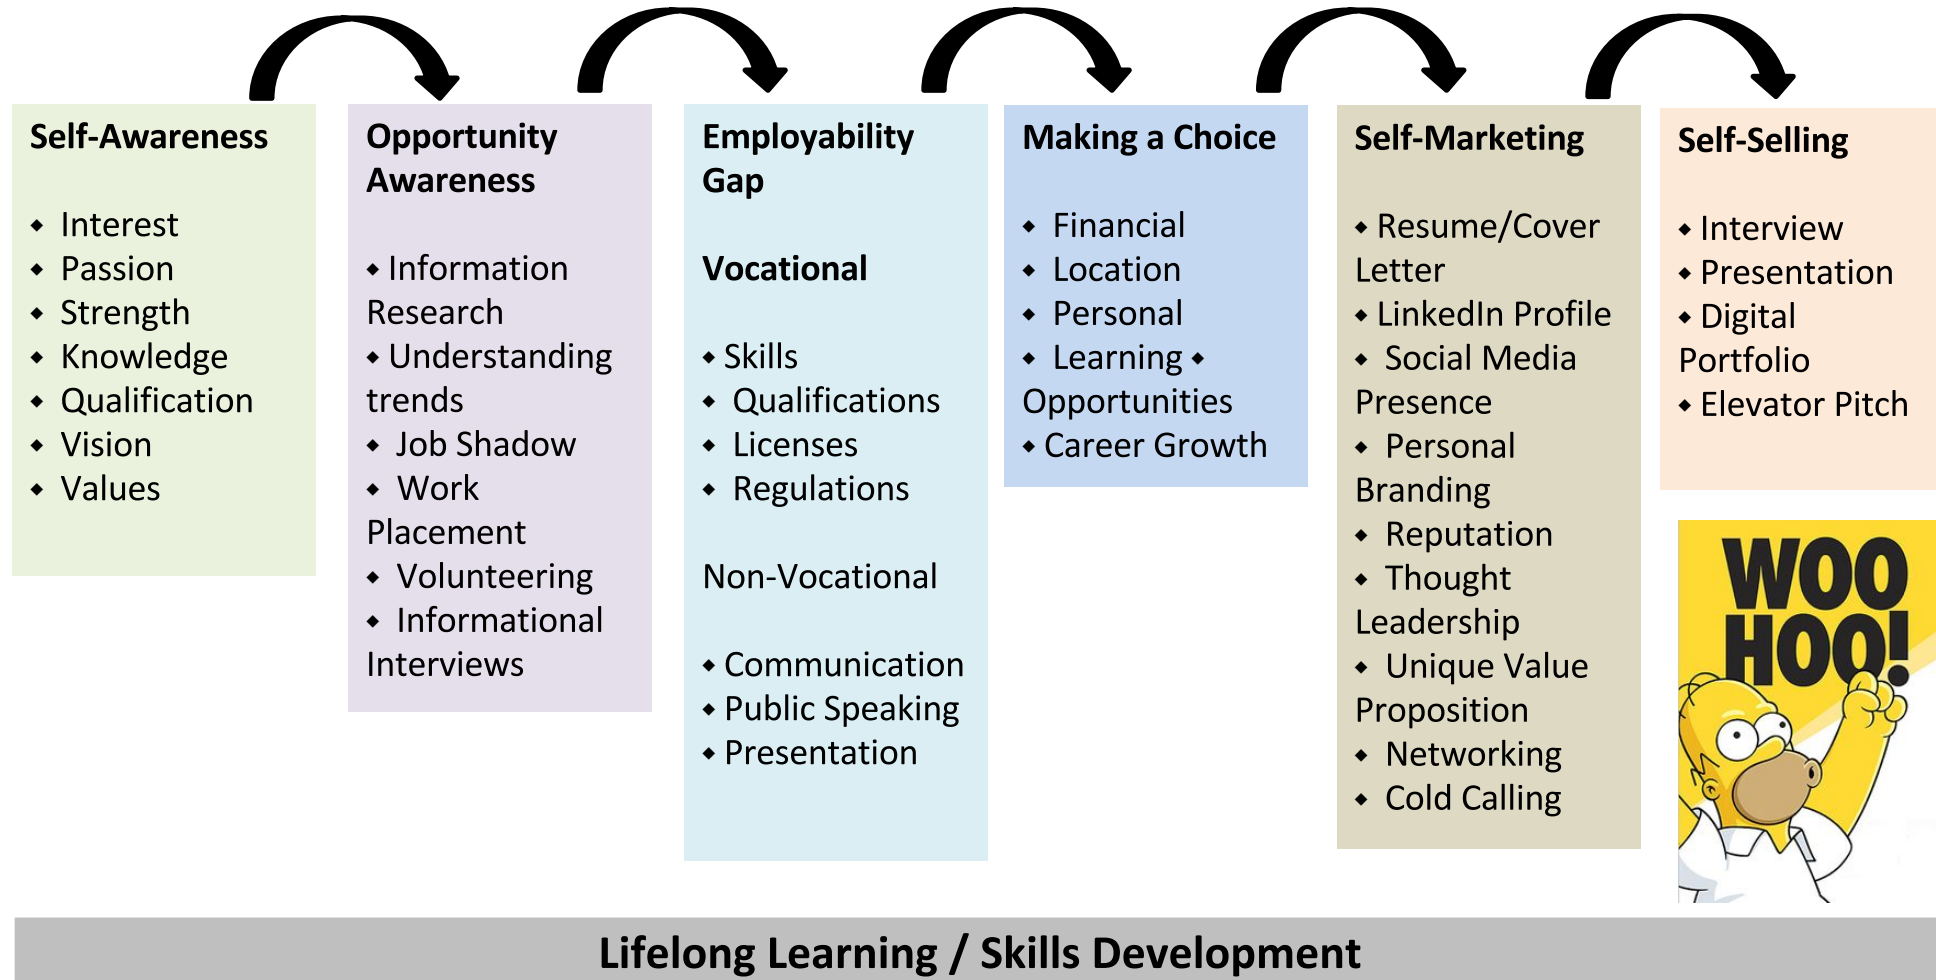 Self-Awareness
◆ Interest
◆ Passion
◆ Strength
◆ Knowledge
◆ Qualification
◆ Vision
◆ Values
Opportunity
Awareness
◆ Information
Research
◆ Understanding
trends
◆ Job Shadow
◆ Work
Placement
◆ Volunteering
◆ Informational
Interviews
Employability
Gap
Vocational
◆ Skills
◆ Qualifications
◆ Licenses
◆ Regulations
Non-Vocational
◆ Communication
◆ Public Speaking
◆ Presentation
Making a Choice
◆ Financial
◆ Location
◆ Personal
◆ Learning ◆
Opportunities
◆ Career Growth
Self-Marketing
◆ Resume/Cover
Letter
◆ LinkedIn Profile
◆ Social Media
Presence
◆ Personal
Branding
◆ Reputation
◆ Thought
Leadership
◆ Unique Value
Proposition
◆ Networking
◆ Cold Calling
Self-Selling
◆ Interview
◆ Presentation
◆ Digital
Portfolio
◆ Elevator Pitch
WOO
HOO!
Lifelong Learning / Skills Development